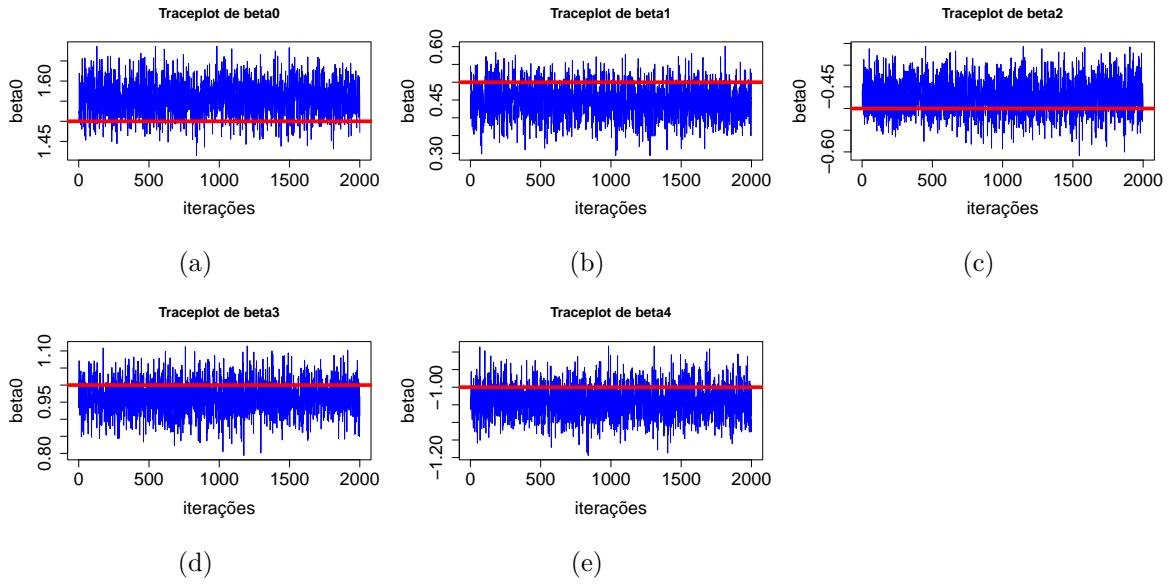 Traceplot de beta0
beta0
1.45 1.60
0 500 1000 1500 2000
iterações
(a)
Traceplot de beta1
beta0
0.30 0.45 0.60
0 500 1000 1500 2000
iterações
(b)
Traceplot de beta2
beta0
−0.60 −0.45
0 500 1000 1500 2000
iterações
(c)
Traceplot de beta3
beta0
0.80 0.95 1.10
0 500 1000 1500 2000
iterações
(d)
Traceplot de beta4
beta0
−1.20 −1.00
0 500 1000 1500 2000
iterações
(e)